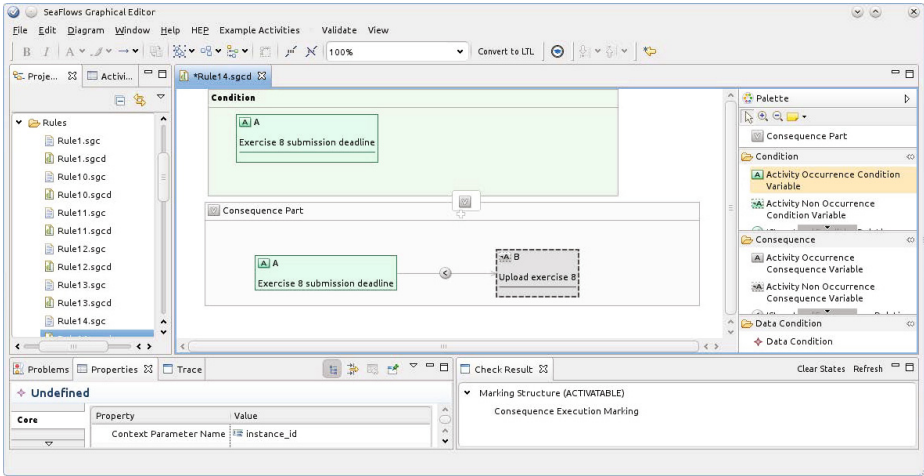 SeaFlows Graphical Editor
File Edit Diagram Window Help HEP Example Activities Validate View
B I A 100% Convert to LTL
Proje... Activi...
*Rule14.sgcd
Rules
Rule1.sgc
Rule1.sgcd
Rule10.sgc
Rule10.sgcd
Rule11.sgc
Rule11.sgcd
Rule12.sgc
Rule12.sgcd
Rule13.sgc
Rule13.sgcd
Rule14.sgc
Condition
A A
Exercise 8 submission deadline
Consequence Part
A A
Exercise 8 submission deadline
<
¬A B
Upload exercise 8
Palette
Consequence Part
Condition
A Activity Occurrence Condition
Variable
¬A Activity Non Occurrence
Condition Variable
Consequence
A Activity Occurrence
Consequence Variable
¬A Activity Non Occurrence
Consequence Variable
Data Condition
Data Condition
Problems Properties Trace
Undefined
Core
Property Value
Context Parameter Name instance_id
Check Result Clear States Refresh
Marking Structure (ACTIVATABLE)
Consequence Execution Marking